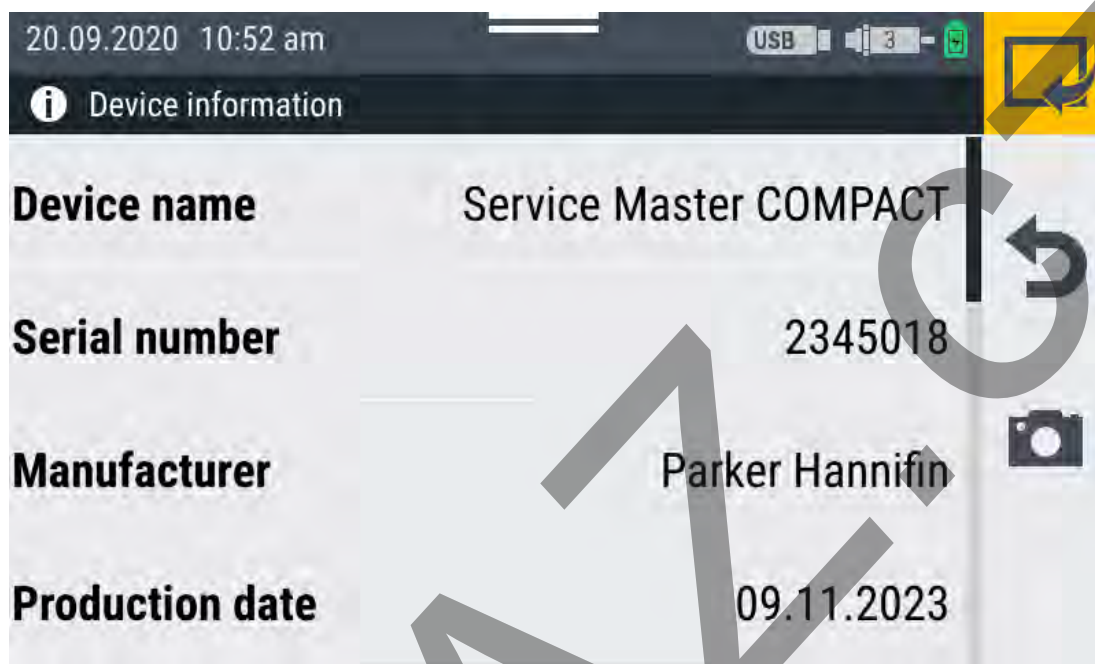 20.09.2020 10:52 am USB 3
i Device information
Device name Service Master COMPACT
Serial number 2345018
Manufacturer Parker Hannifin
Production date 09.11.2023